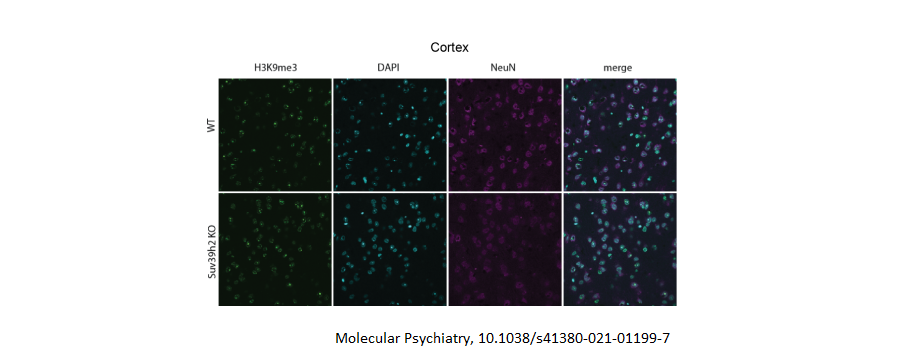 Cortex
H3K9me3 DAPI NeuN merge
WT
Suv39h2 KO
Molecular Psychiatry, 10.1038/s41380-021-01199-7